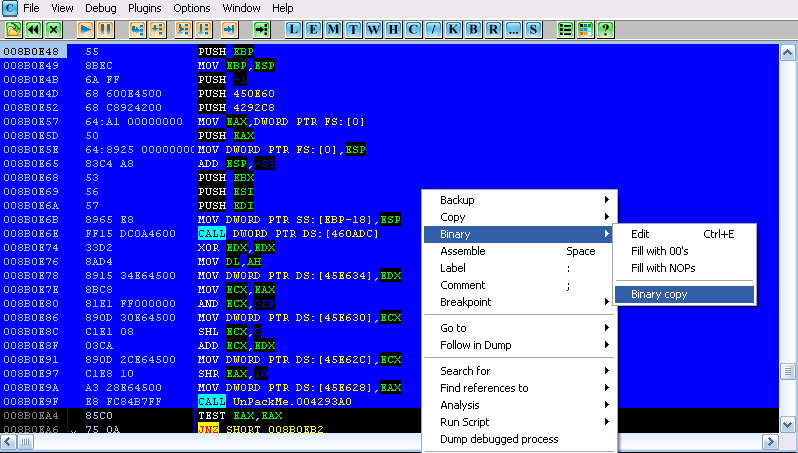 C File View Debug Plugins Options Window Help
L E M T W H C / K B R ... S ?
008B0E48 55 PUSH EBP
008B0E49 8BEC MOV EBP,ESP
008B0E4B 6A FF PUSH -1
008B0E4D 68 600E4500 PUSH 450E60
008B0E52 68 C8924200 PUSH 4292C8
008B0E57 64:A1 00000000 MOV EAX,DWORD PTR FS:[0]
008B0E5D 50 PUSH EAX
008B0E5E 64:8925 00000000 MOV DWORD PTR FS:[0],ESP
008B0E65 83C4 A8 ADD ESP,-58
008B0E68 53 PUSH EBX
008B0E69 56 PUSH ESI
008B0E6A 57 PUSH EDI
008B0E6B 8965 E8 MOV DWORD PTR SS:[EBP-18],ESP
008B0E6E FF15 DC0A4600 CALL DWORD PTR DS:[460ADC]
008B0E74 33D2 XOR EDX,EDX
008B0E76 8AD4 MOV DL,AH
008B0E78 8915 34E64500 MOV DWORD PTR DS:[45E634],EDX
008B0E7E 8BC8 MOV ECX,EAX
008B0E80 81E1 FF000000 AND ECX,0FF
008B0E86 890D 30E64500 MOV DWORD PTR DS:[45E630],ECX
008B0E8C C1E1 08 SHL ECX,8
008B0E8F 03CA ADD ECX,EDX
008B0E91 890D 2CE64500 MOV DWORD PTR DS:[45E62C],ECX
008B0E97 C1E8 10 SHR EAX,10
008B0E9A A3 28E64500 MOV DWORD PTR DS:[45E628],EAX
008B0E9F E8 FC84B7FF CALL UnPackMe.004293A0
008B0EA4 85C0 TEST EAX,EAX
008B0EA6 75 0A JNZ SHORT 008B0EB2
Backup
Copy
Binary
Assemble Space
Label :
Comment ;
Breakpoint
Go to
Follow in Dump
Search for
Find references to
Analysis
Run Script
Dump debugged process
Edit Ctrl+E
Fill with 00's
Fill with NOPs
Binary copy